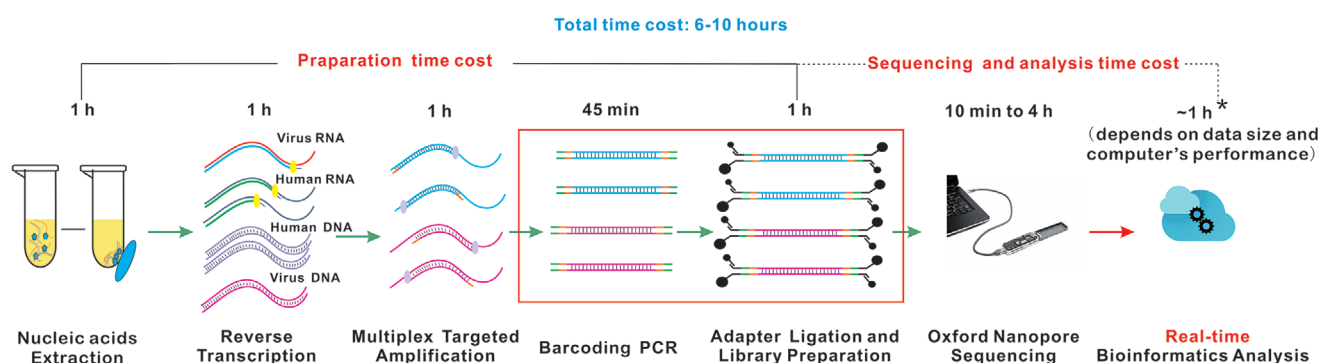 Total time cost: 6-10 hours
Praparation time cost
Sequencing and analysis time cost
1 h
1 h
1 h
45 min
1 h
10 min to 4 h
~1 h*
(depends on data size and
computer's performance)
Virus RNA
Human RNA
Human DNA
Virus DNA
Nucleic acids
Extraction
Reverse
Transcription
Multiplex Targeted
Amplification
Barcoding PCR
Adapter Ligation and
Library Preparation
Oxford Nanopore
Sequencing
Real-time
Bioinformatics Analysis